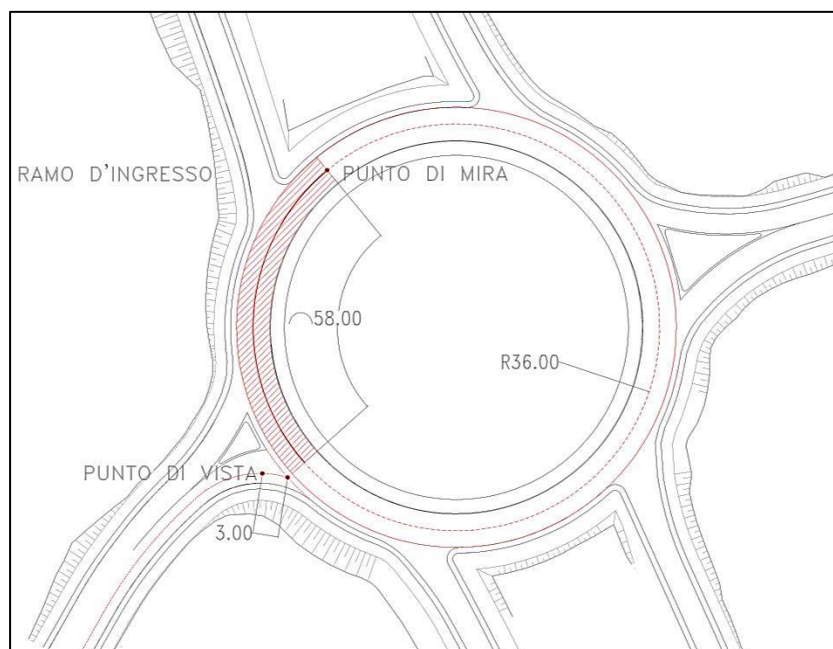 RAMO D'INGRESSO
PUNTO DI MIRA
58.00
R36.00
PUNTO DI VISTA
3.00